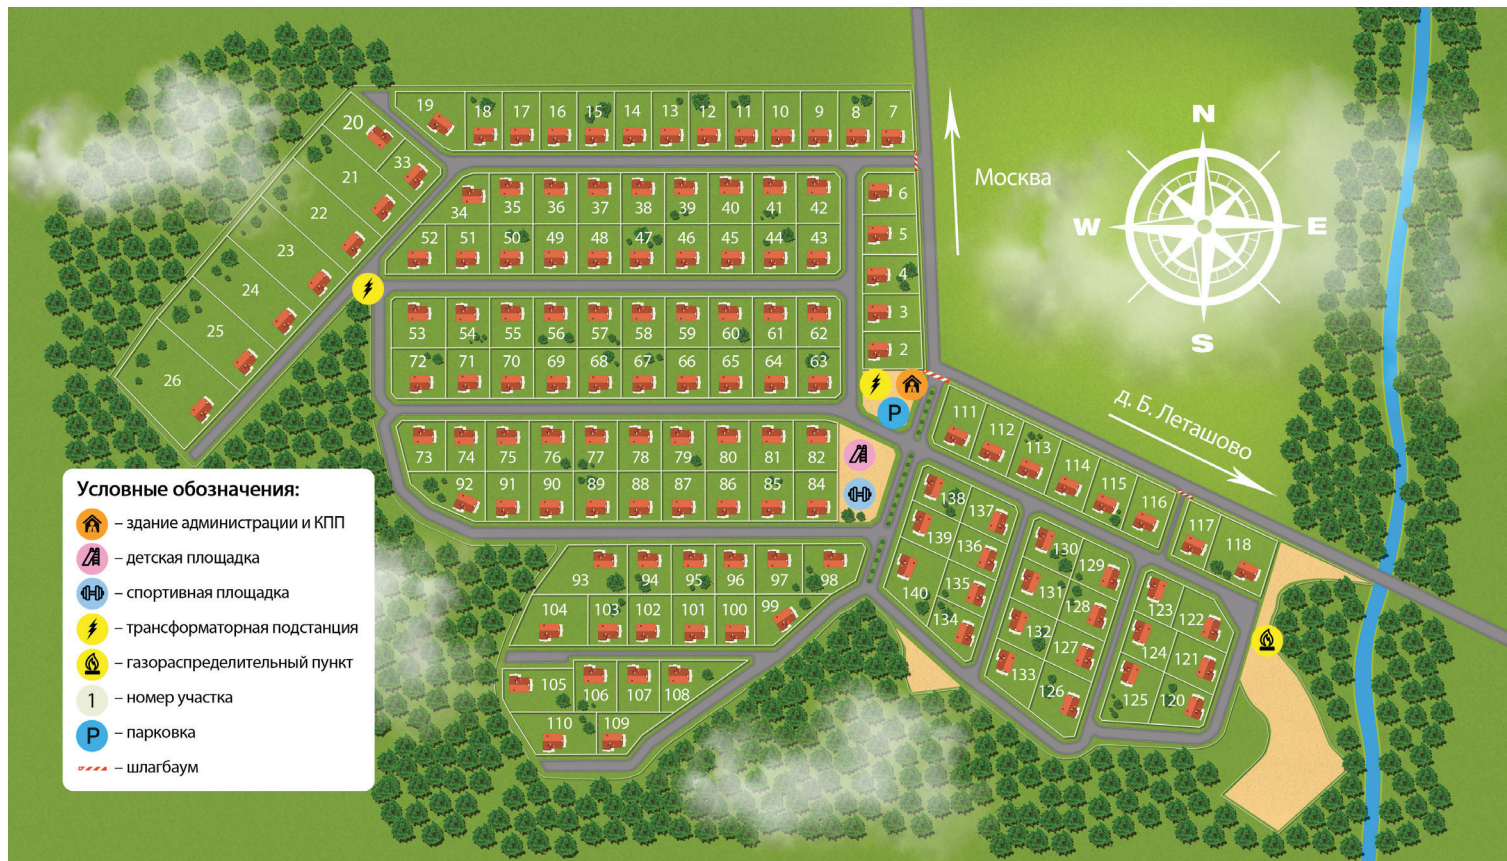 19 18 17 16 15 14 13 12 11 10 9 8 7
20
33
21
22
23
24
25
26
6
5
4
3
2
34 35 36 37 38 39 40 41 42
52 51 50 49 48 47 46 45 44 43
53 54 55 56 57 58 59 60 61 62
72 71 70 69 68 67 66 65 64 63
73 74 75 76 77 78 79 80 81 82
92 91 90 89 88 87 86 85 84
93 94 95 96 97 98
104 103 102 101 100 99
105 106 107 108
110 109
P
111 112 113 114 115 116
117 118
138 137
139 136
140 135
134
130 129
131 128
132 127
133 126
123 122
124 121
125 120
Москва
д. Б. Леташово
N
W E
S
Условные обозначения:
– здание администрации и КПП
– детская площадка
– спортивная площадка
– трансформаторная подстанция
– газораспределительный пункт
1 – номер участка
P – парковка
– шлагбаум